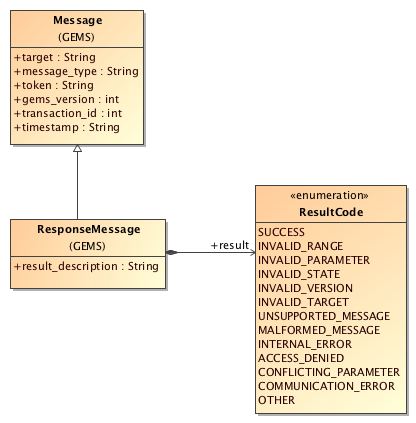 Message
(GEMS)
+target : String
+message_type : String
+token : String
+gems_version : int
+transaction_id : int
+timestamp : String
ResponseMessage
(GEMS)
+result_description : String
+result
«enumeration»
ResultCode
SUCCESS
INVALID_RANGE
INVALID_PARAMETER
INVALID_STATE
INVALID_VERSION
INVALID_TARGET
UNSUPPORTED_MESSAGE
MALFORMED_MESSAGE
INTERNAL_ERROR
ACCESS_DENIED
CONFLICTING_PARAMETER
COMMUNICATION_ERROR
OTHER